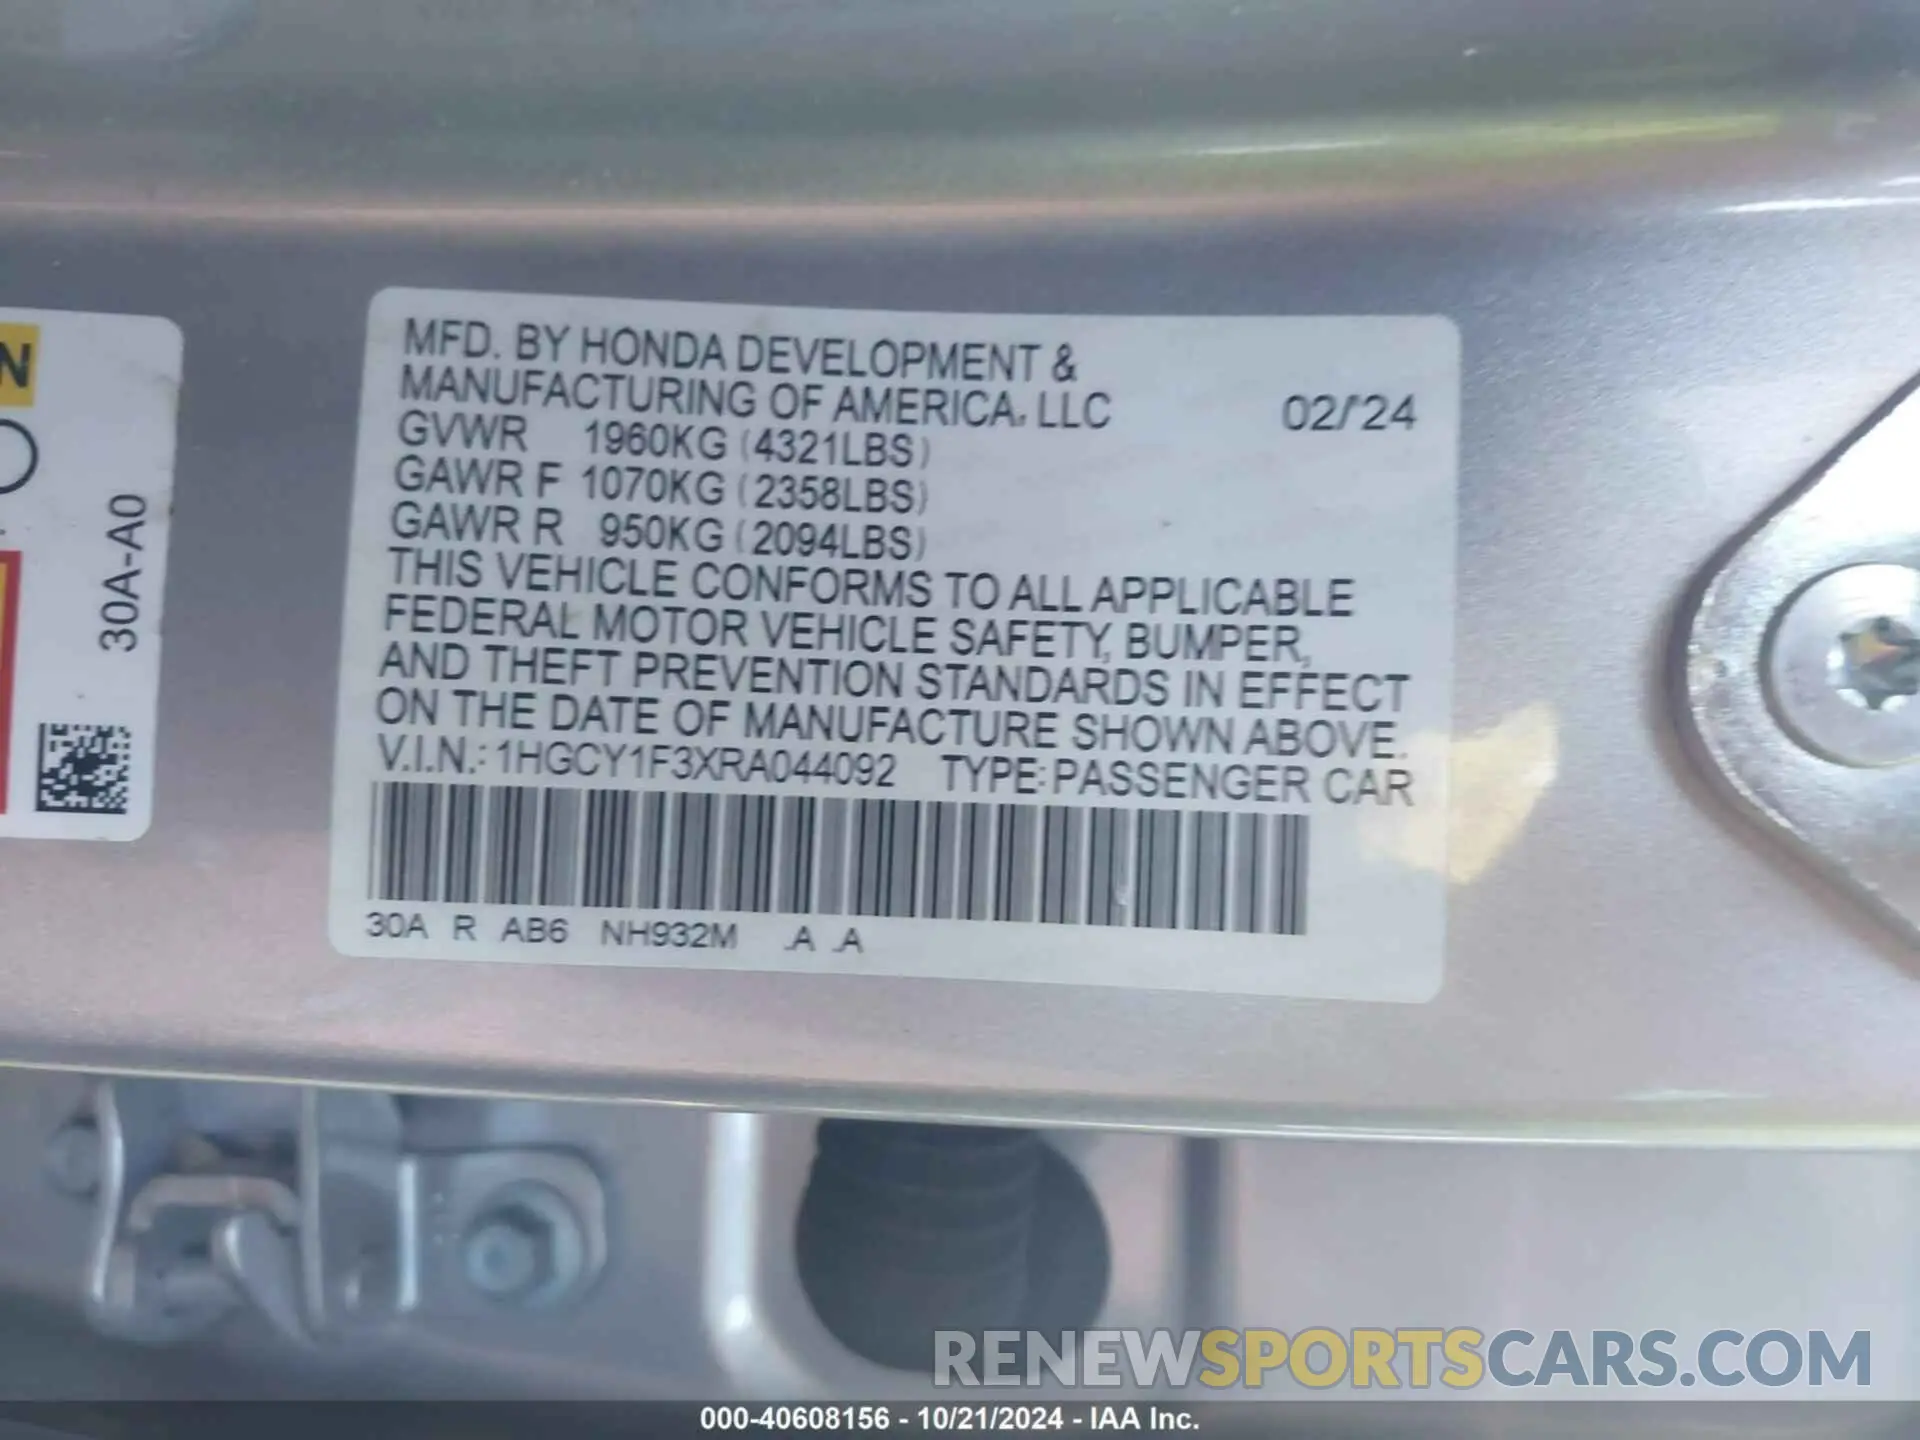 MFD. BY HONDA DEVELOPMENT &
MANUFACTURING OF AMERICA, LLC 02/'24
GVWR 1960KG (4321LBS)
GAWR F 1070KG (2358LBS)
GAWR R 950KG (2094LBS)
THIS VEHICLE CONFORMS TO ALL APPLICABLE
FEDERAL MOTOR VEHICLE SAFETY, BUMPER,
AND THEFT PREVENTION STANDARDS IN EFFECT
ON THE DATE OF MANUFACTURE SHOWN ABOVE.
V.I.N.: 1HGCY1F3XRA044092 TYPE: PASSENGER CAR
30A R AB6 NH932M .A .A
N
30A-A0
RENEWSPORTSCARS.COM
000-40608156 - 10/21/2024 - IAA Inc.